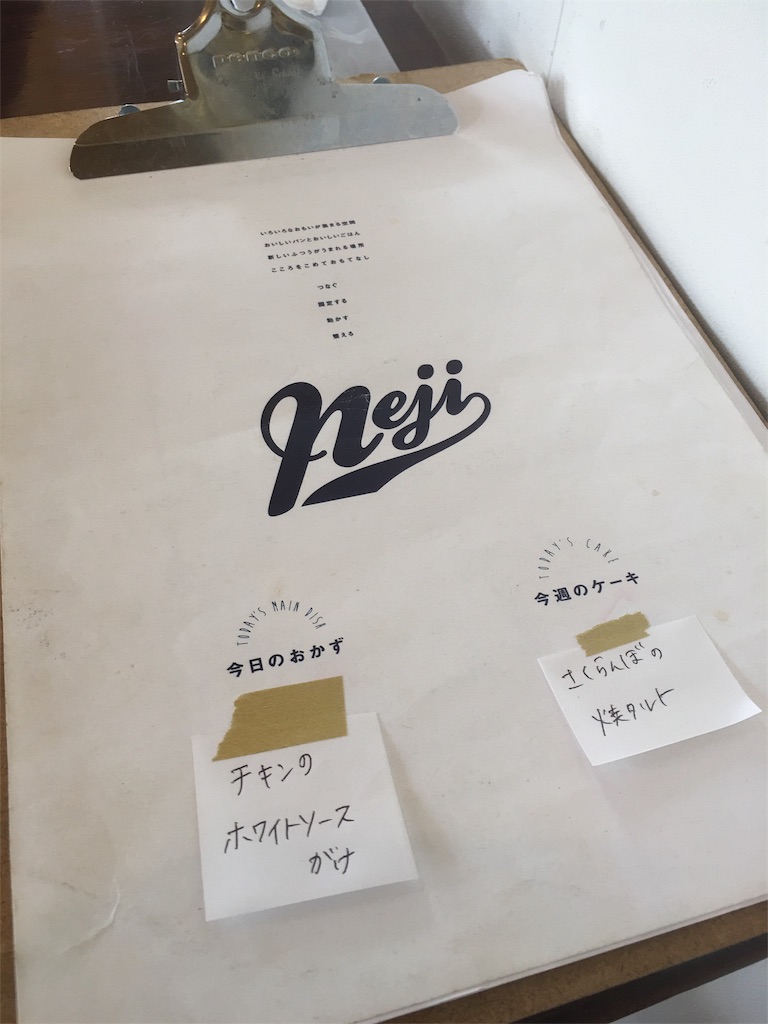 penco
いろいろなおもいが集まる空間
おいしいパンとおいしいごはん
新しいふつうがうまれる場所
こころをこめておもてなし
つなぐ
固定する
動かす
整える
neji
TODAY'S MAIN DISH
今日のおかず
チキンの
ホワイトソース
がけ
TODAY'S CAKE
今週のケーキ
さくらんぼの
焼タルト